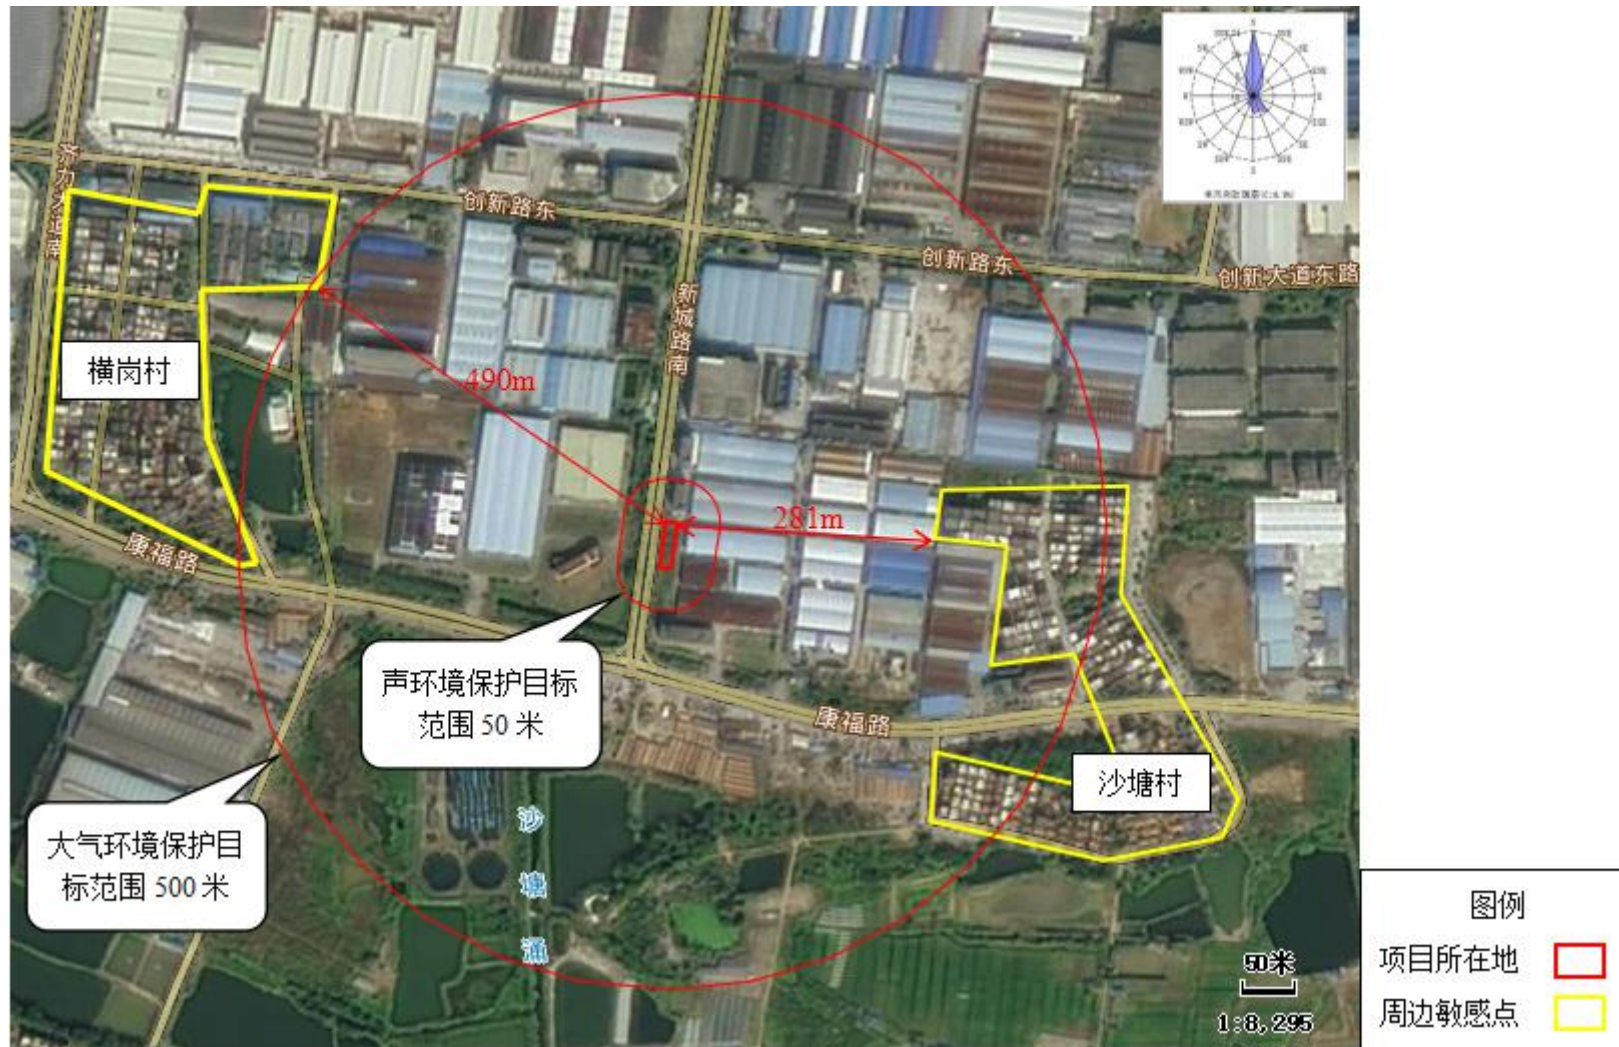 齐力大道南
创新路东
创新路东
创新大道东路
新城路南
横岗村
490m
281m
康福路
声环境保护目标
范围 50 米
康福路
沙塘村
大气环境保护目
标范围 500 米
沙塘涌
50米
1:8,295
图例
项目所在地
周边敏感点